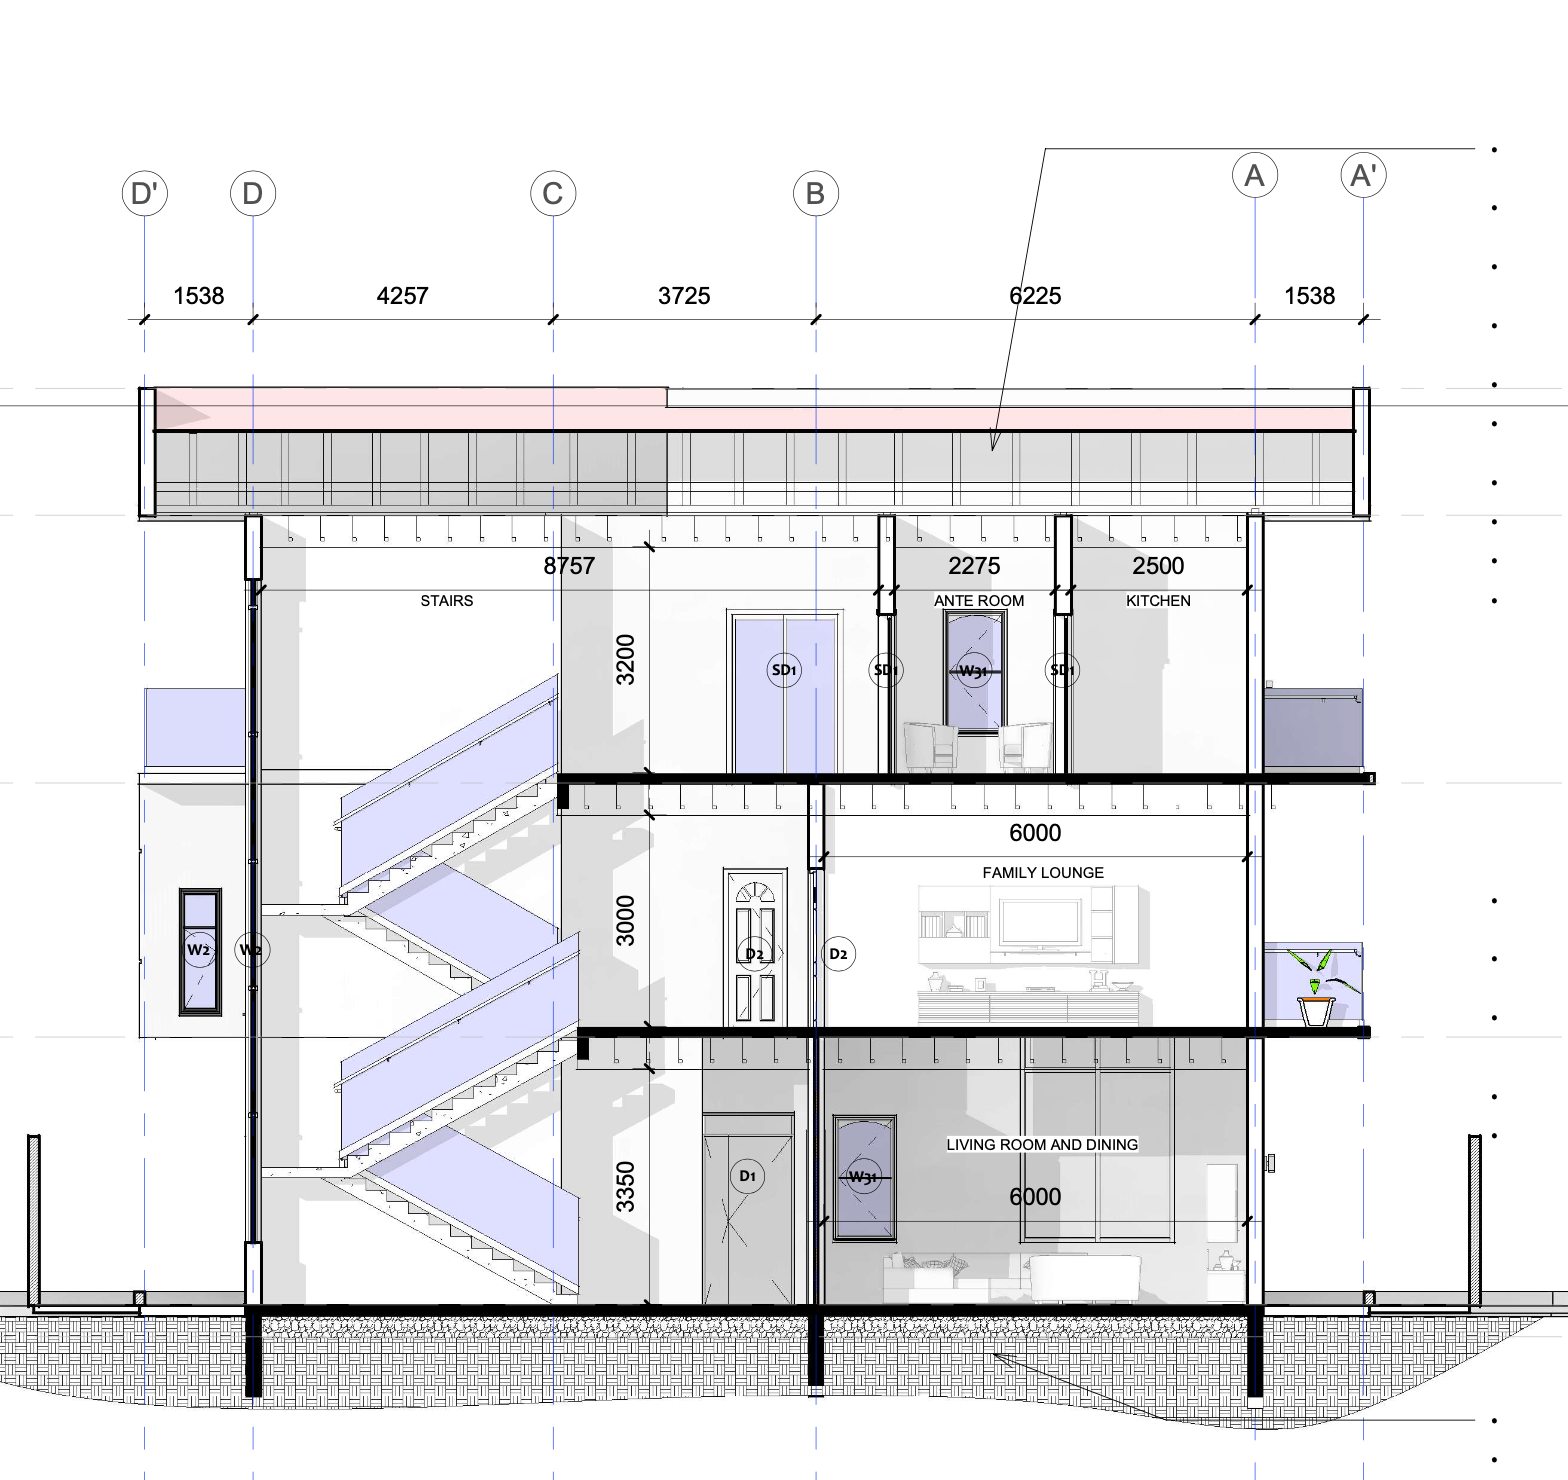 D' D C B A A'
1538 4257 3725 6225 1538
8757 2275 2500
STAIRS ANTE ROOM KITCHEN
3200
SD1 SD1 W31 SD1
6000
FAMILY LOUNGE
3000
W2 W2 D2 D2
LIVING ROOM AND DINING
3350
D1 W31
6000